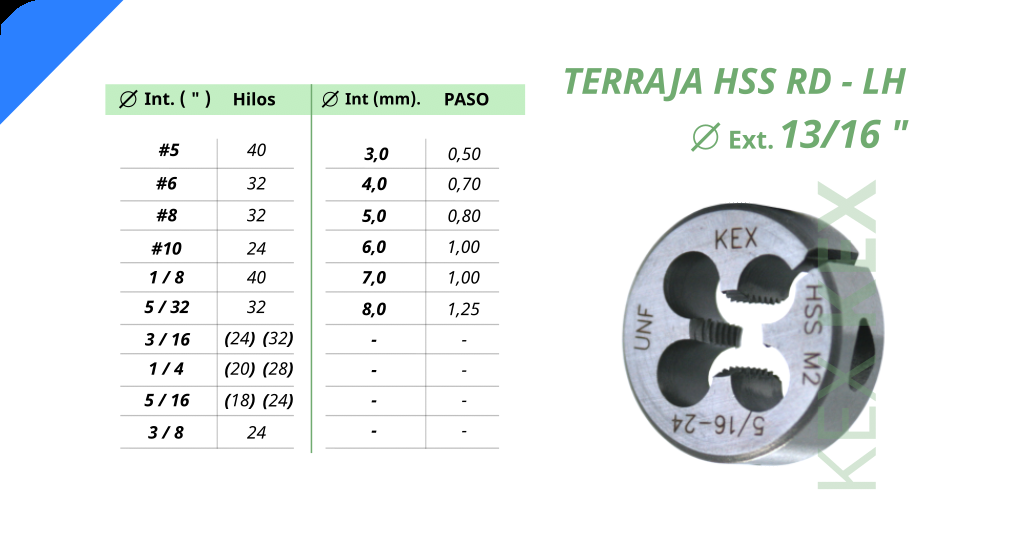 TERRAJA HSS RD - LH
Ø Ext. 13/16 "
Ø Int. ( " ) Hilos Ø Int (mm). PASO
#5 40 3,0 0,50
#6 32 4,0 0,70
#8 32 5,0 0,80
#10 24 6,0 1,00
1 / 8 40 7,0 1,00
5 / 32 32 8,0 1,25
3 / 16 (24) (32) - -
1 / 4 (20) (28) - -
5 / 16 (18) (24) - -
3 / 8 24 - -
KEX
UNF
HSS M2
5/16-24
KEX KEX